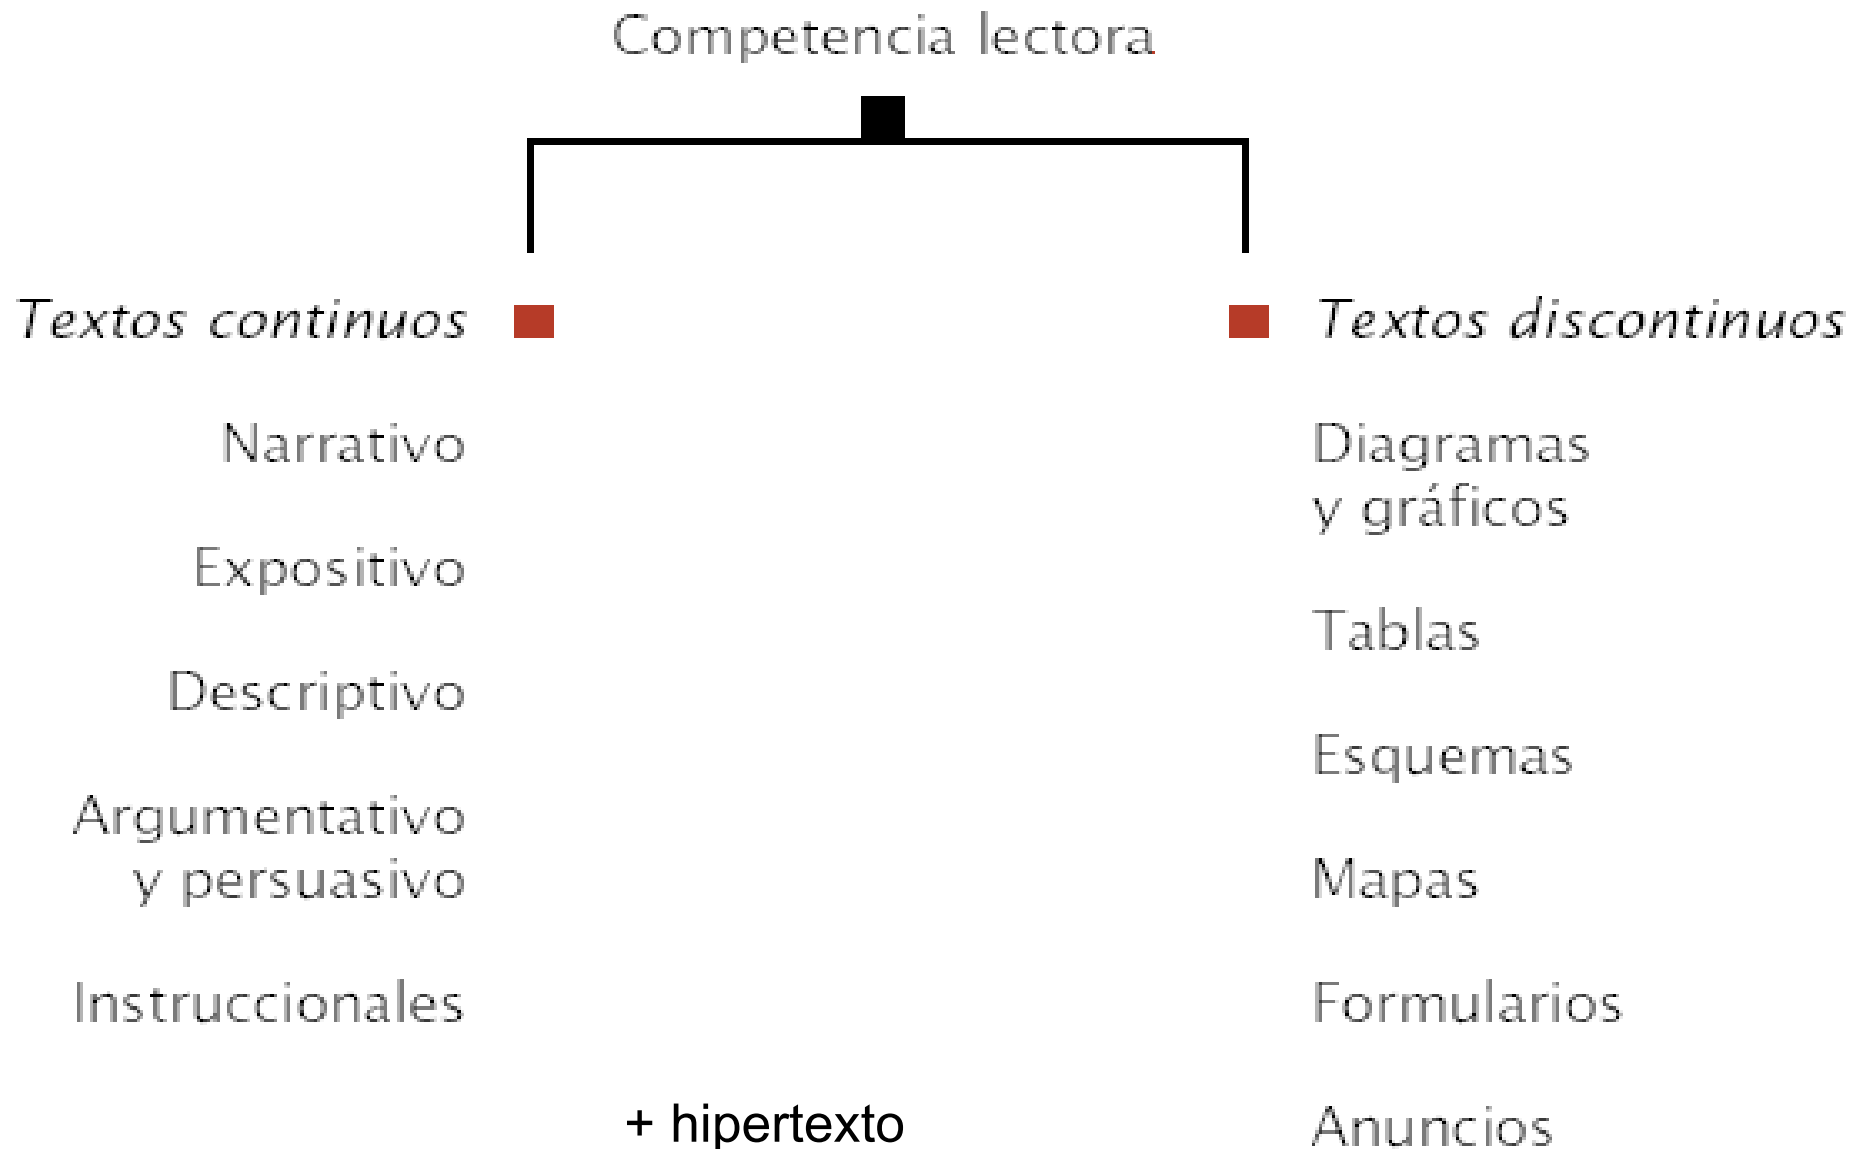 Competencia lectora
Textos continuos
Narrativo
Expositivo
Descriptivo
Argumentativo
y persuasivo
Instruccionales
Textos discontinuos
Diagramas
y gráficos
Tablas
Esquemas
Mapas
Formularios
Anuncios
+ hipertexto